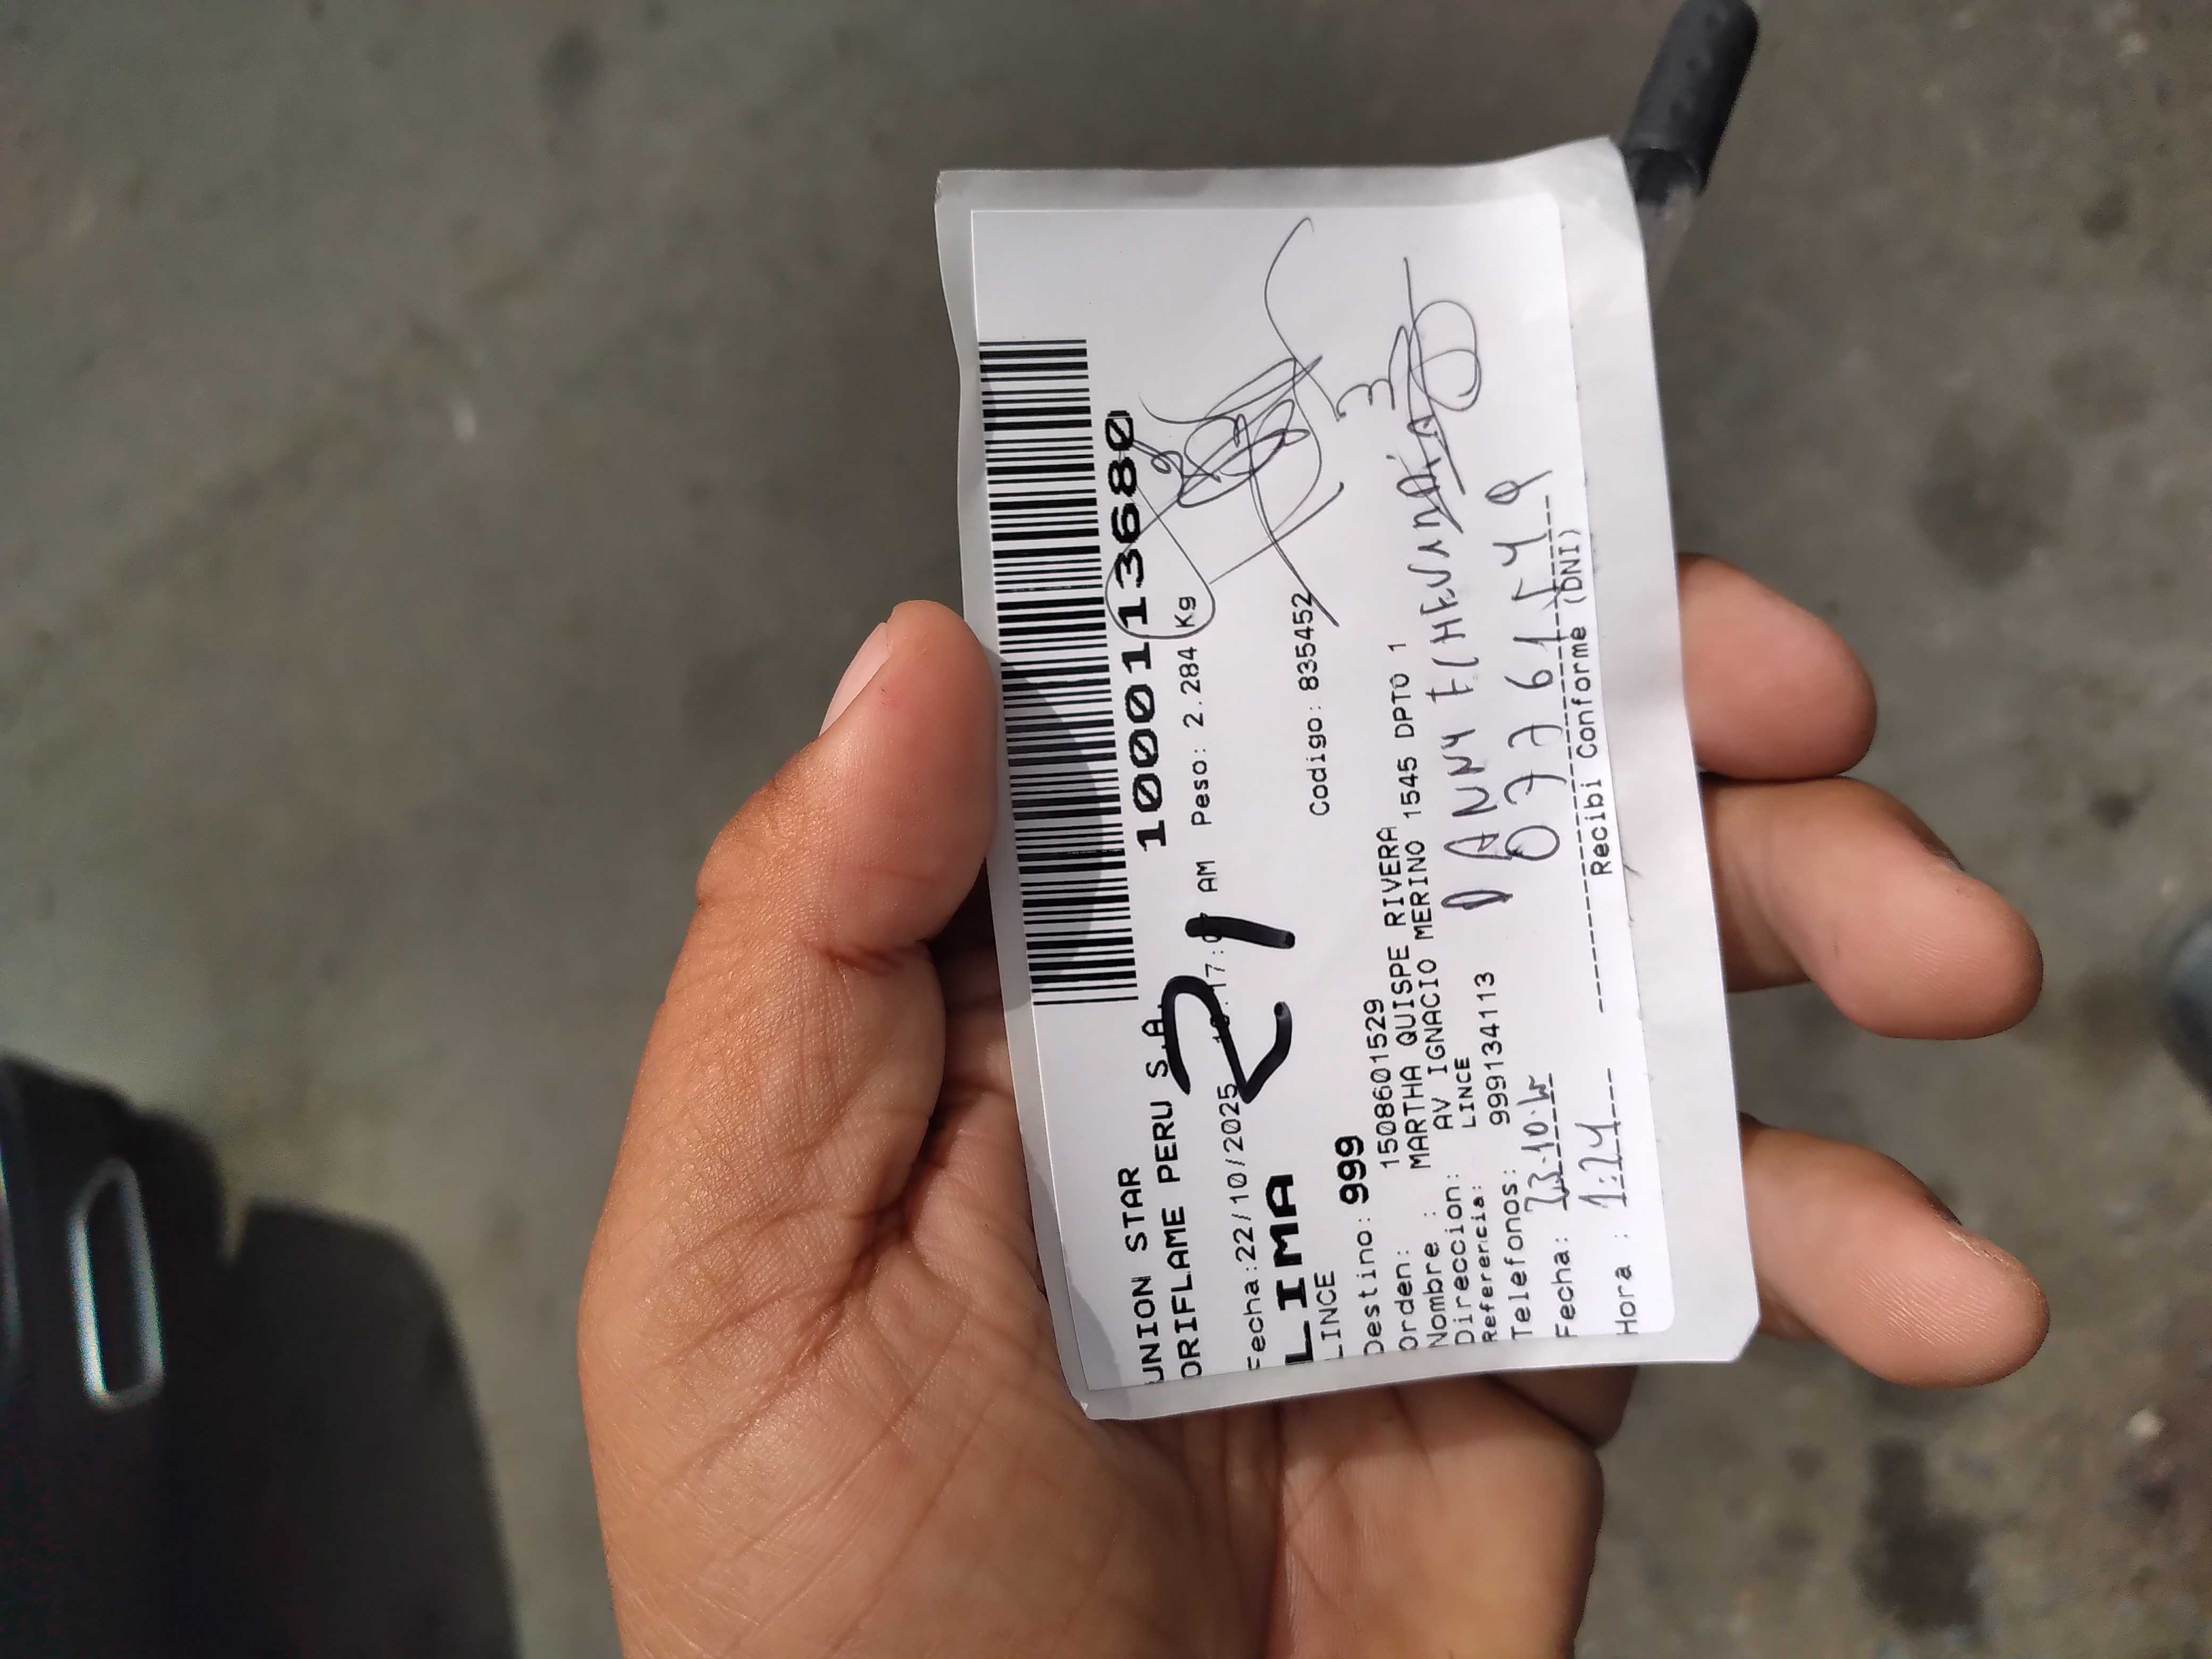 UNION STAR
ORIFLAME PERU S.A. 10001113680
Fecha:22/10/2025 AM Peso: 2.284 Kg
21
LIMA
LINCE Codigo: 835452
Destino: 999
Orden: 1508601529
Nombre : MARTHA QUISPE RIVERA
Direccion: AV IGNACIO MERINO 1545 DPTO 1
Referencia: LINCE
Telefonos: 999134113
DANNY
Fecha: 23.10.25
Hora : 1:24
Recibi Conforme (DNI)